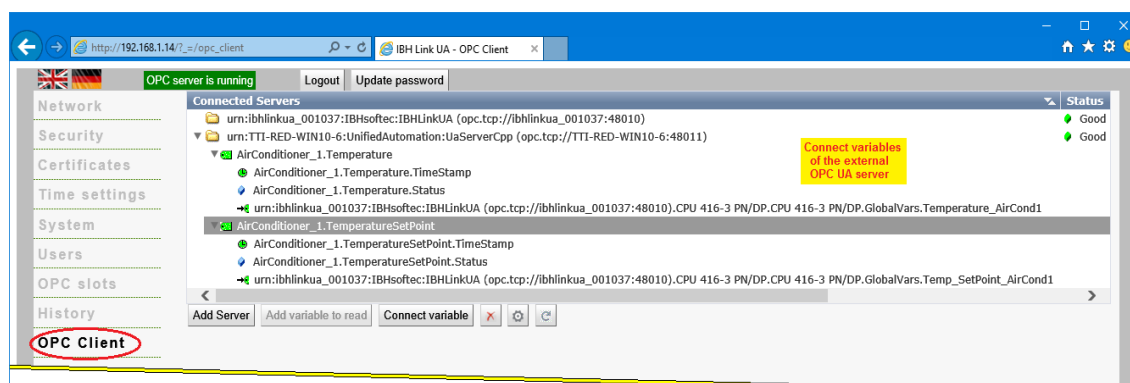 http://192.168.1.14/?_=/opc_client
IBH Link UA - OPC Client
OPC server is running
Logout
Update password
Network
Security
Certificates
Time settings
System
Users
OPC slots
History
OPC Client
Connected Servers
Status
urn:ibhlinkua_001037:IBHsoftec:IBHLinkUA (opc.tcp://ibhlinkua_001037:48010)
Good
urn:TTI-RED-WIN10-6:UnifiedAutomation:UaServerCpp (opc.tcp://TTI-RED-WIN10-6:48011)
Good
Connect variables
of the external
OPC UA server
AirConditioner_1.Temperature
AirConditioner_1.Temperature.TimeStamp
AirConditioner_1.Temperature.Status
urn:ibhlinkua_001037:IBHsoftec:IBHLinkUA (opc.tcp://ibhlinkua_001037:48010).CPU 416-3 PN/DP.CPU 416-3 PN/DP.GlobalVars.Temperature_AirCond1
AirConditioner_1.TemperatureSetPoint
AirConditioner_1.TemperatureSetPoint.TimeStamp
AirConditioner_1.TemperatureSetPoint.Status
urn:ibhlinkua_001037:IBHsoftec:IBHLinkUA (opc.tcp://ibhlinkua_001037:48010).CPU 416-3 PN/DP.CPU 416-3 PN/DP.GlobalVars.Temp_SetPoint_AirCond1
Add Server
Add variable to read
Connect variable